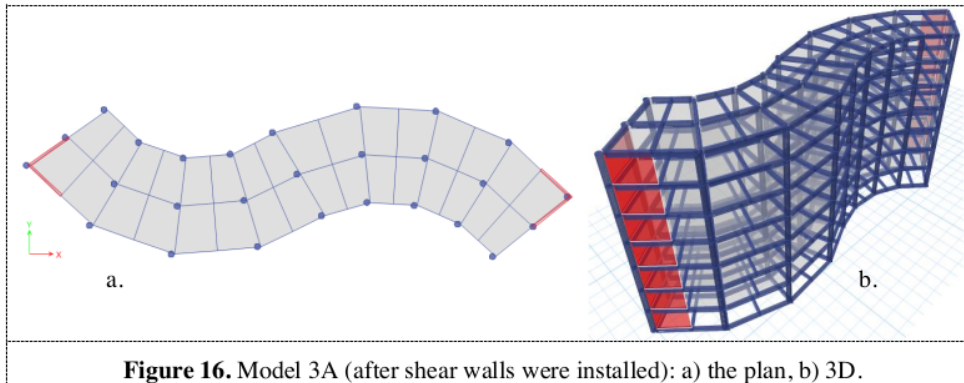 Y
X
a.
b.
Figure 16. Model 3A (after shear walls were installed): a) the plan, b) 3D.